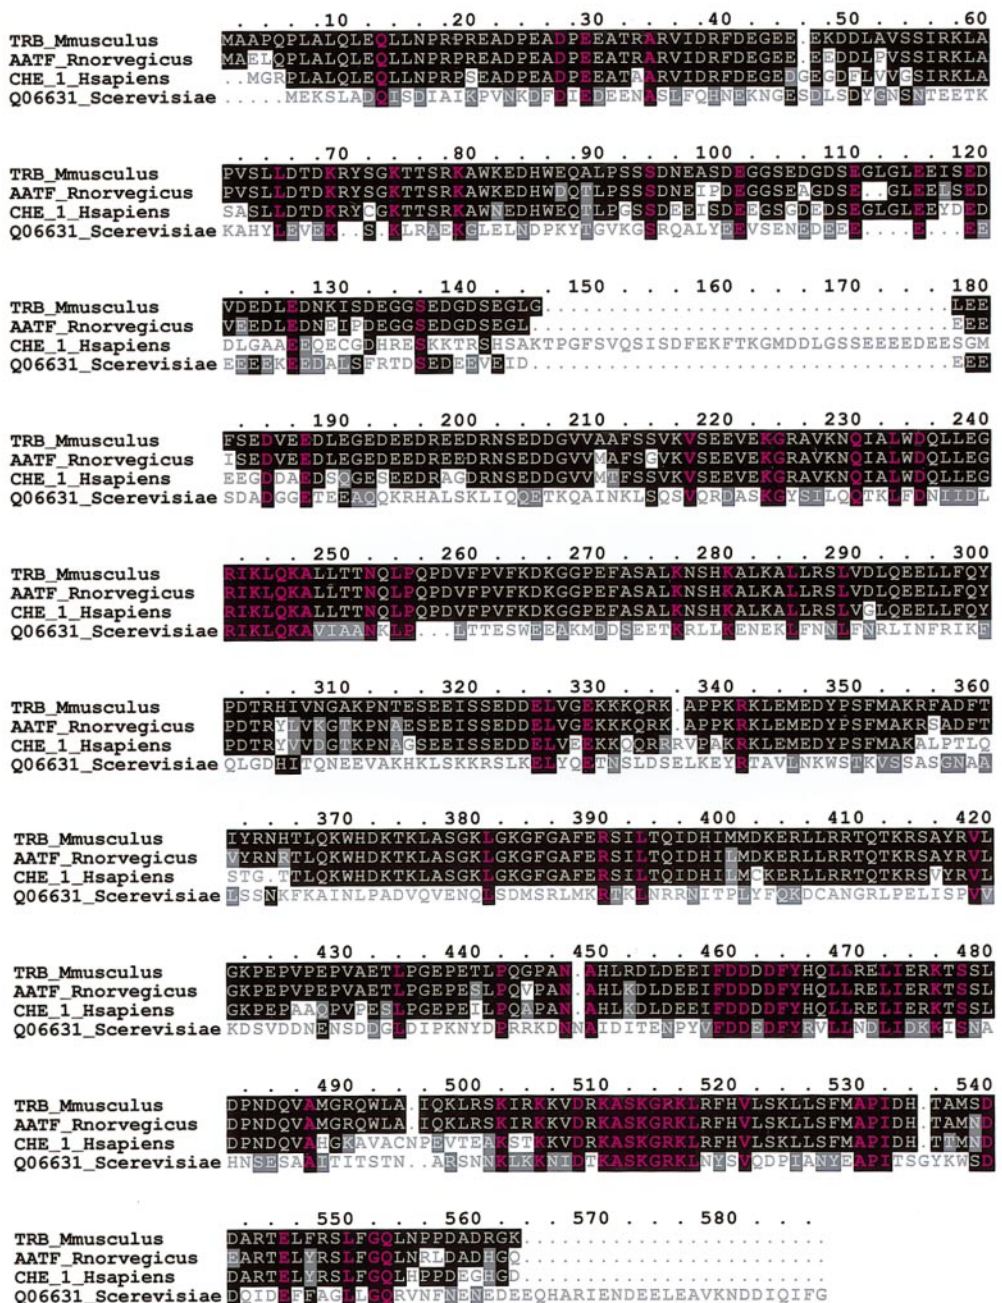 . 10 . 20 . 30 . 40 . 50 . 60
TRB_Mmusculus MAAPQPLALQLEQLLNPRPREADPEADPEEATRARVIDRFDEGEE.EKDDLAVSSIRKLA
AATF_Rnorvegicus MAELQPLALQLEQLLNPRPREADPEADPEEATRARVIDRFDEGEE.EEDDLPVSSIRKLA
CHE_1_Hsapiens ..MGRPLALQLEQLLNPRPSEADPEADPEEATAARVIDRFDEGEDGEGDFLVVGSIRKLA
Q06631_Scerevisiae .....MEKSLADQISDIAIKPVNKDFDIEDEENASLFQHNEKNGESDLSDYGNSNTEETK
. 70 . 80 . 90 . 100 . 110 . 120
TRB_Mmusculus PVSLLDTDKRYSGKTTSRKAWKEDHWEQALPSSSDNEASDEGGSEDGDSEGLGLEEISED
AATF_Rnorvegicus PVSLLDTDKRYSGKTTSRKAWKEDHWDQTLPSSSDNEIPDEGGSEAGDSE..GLEELSED
CHE_1_Hsapiens SASLLDTDKRYCGKTTSRKAWNEDHWEQTLPGSSDEEISDEEGSGDEDSEGLGLEEYDED
Q06631_Scerevisiae KAHYLEVEK..S.KLRAEKGLELNDPKYTGVKGSRQALYEEVSENEDEEE....E...EE
. 130 . 140 . 150 . 160 . 170 . 180
TRB_Mmusculus VDEDLEDNKISDEGGSEDGDSEGLG...................................LEE
AATF_Rnorvegicus VEEDLEDNEIPDEGGSEDGDSEGL....................................EEE
CHE_1_Hsapiens DLGAAEEQECGDHRESKKTRSHSAKTPGFSVQSISDFEKFTKGMDDLGSSEEEEDEESGM
Q06631_Scerevisiae EEEEKEEDALSFRTDSEDEEVEID....................................EEE
. 190 . 200 . 210 . 220 . 230 . 240
TRB_Mmusculus FSEDVEEDLEGEDEEDREEDRNSEDDGVVAAFSSVKVSEEVEKGRAVKNQIALWDQLLEG
AATF_Rnorvegicus ISEDVEEDLEGEDEEDREEDRNSEDDGVVMAFSGVKVSEEVEKGRAVKNQIALWDQLLEG
CHE_1_Hsapiens EEGDDAEDSQGESEEDRAGDRNSEDDGVVMTFSSVKVSEEVEKGRAVKNQIALWDQLLEG
Q06631_Scerevisiae SDADGGETEEAQQKRHALSKLIQQETKQAINKLSQSVQRDASKGYSILQQTKLFDNIIDL
. 250 . 260 . 270 . 280 . 290 . 300
TRB_Mmusculus RIKLQKALLTTNQLPQPDVFPVFKDKGGPEFASALKNSHKALKALLRSLVDLQEELLFQY
AATF_Rnorvegicus RIKLQKALLTTNQLPQPDVFPVFKDKGGPEFASALKNSHKALKALLRSLVDLQEELLFQY
CHE_1_Hsapiens RIKLQKALLTTNQLPQPDVFPVFKDKGGPEFASALKNSHKALKALLRSLVGLQEELLFQY
Q06631_Scerevisiae RIKLQKAVIAANKLP...LTTESWEEAKMDDSEETKRLLKENEKLFNNLFNRLINFRIKF
. 310 . 320 . 330 . 340 . 350 . 360
TRB_Mmusculus PDTRHIVNGAKPNTESEEISSEDDELVGEKKKQRK.APPKRKLEMEDYPSFMAKRFADFT
AATF_Rnorvegicus PDTRYLVKGTKPNAESEEISSEDDELVGEKKKQRK.APPKRKLEMEDYPSFMAKRSADFT
CHE_1_Hsapiens PDTRYVVDGTKPNAGSEEISSEDDELVEEKKQQRRRVPAKRKLEMEDYPSFMAKALPTLQ
Q06631_Scerevisiae QLGDHITQNEEVAKHKLSKKRSLKELYQETNSLDSELKEYRTAVLNKWSTKVSSASGNAA
. 370 . 380 . 390 . 400 . 410 . 420
TRB_Mmusculus IYRNHTLQKWHDKTKLASGKLGKGFGAFERSILTQIDHIMMDKERLLRRTQTKRSAYRVL
AATF_Rnorvegicus VYRNRTLQKWHDKTKLASGKLGKGFGAFERSILTQIDHILMDKERLLRRTQTKRSAYRVL
CHE_1_Hsapiens STG.TTLQKWHDKTKLASGKLGKGFGAFERSILTQIDHILMCKERLLRRTQTKRSVYRVL
Q06631_Scerevisiae LSSNKFKAINLPADVQVENQLSDMSRLMKRTKLNRRNITPLYFQKDCANGRLPELISPVV
. 430 . 440 . 450 . 460 . 470 . 480
TRB_Mmusculus GKPEPVPEPVAETLPGEPETLPQGPAN.AHLRDLDEEIFDDDDFYHQLLRELIERKTSSL
AATF_Rnorvegicus GKPEPVPEPVAETLPGEPESLPQVPAN.AHLKDLDEEIFDDDDFYHQLLRELIERKTSSL
CHE_1_Hsapiens GKPEPAAQPVPESLPGEPEILPQAPAN.AHLKDLDEEIFDDDDFYHQLLRELIERKTSSL
Q06631_Scerevisiae KDSVDDNENSDDGLDIPKNYDPRRKDNNAIDITENPYVFDDEDFYRVLLNDLIDKKISNA
. 490 . 500 . 510 . 520 . 530 . 540
TRB_Mmusculus DPNDQVAMGRQWLA.IQKLRSKIRKKVDRKASKGRKLRFHVLSKLLSFMAPIDH.TAMSD
AATF_Rnorvegicus DPNDQVAMGRQWLA.IQKLRSKIRKKVDRKASKGRKLRFHVLSKLLSFMAPIDH.TAMND
CHE_1_Hsapiens DPNDQVAHGKAVACNPEVTEAKSTKKVDRKASKGRKLRFHVLSKLLSFMAPIDH.TTMND
Q06631_Scerevisiae HNSESAAITITSTN..ARSNNKLKKNIDTKASKGRKLNYSVQDPIANYEAPITSGYKWSD
. 550 . 560 . 570 . 580 . .
TRB_Mmusculus DARTELFRSLFGQLNPPDADRGK........................
AATF_Rnorvegicus EARTELYRSLFGQLNRLDADHGQ........................
CHE_1_Hsapiens DARTELYRSLFGQLHPPDEGHGD........................
Q06631_Scerevisiae DQIDEFFAGLLGQRVNFNENEDEEQHARIENDEELEAVKNDDIQIFG